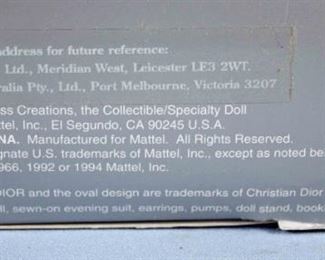 address for future reference:
Ltd., Meridian West, Leicester LE3 2WT.
ralia Pty., Ltd., Port Melbourne, Victoria 3207
ss Creations, the Collectible/Specialty Doll
ttel, Inc., El Segundo, CA 90245 U.S.A.
NA. Manufactured for Mattel. All Rights Reserved.
gnate U.S. trademarks of Mattel, Inc., except as noted be
966, 1992 or 1994 Mattel, Inc.
DIOR and the oval design are trademarks of Christian Dior
ll, sewn-on evening suit, earrings, pumps, doll stand, book